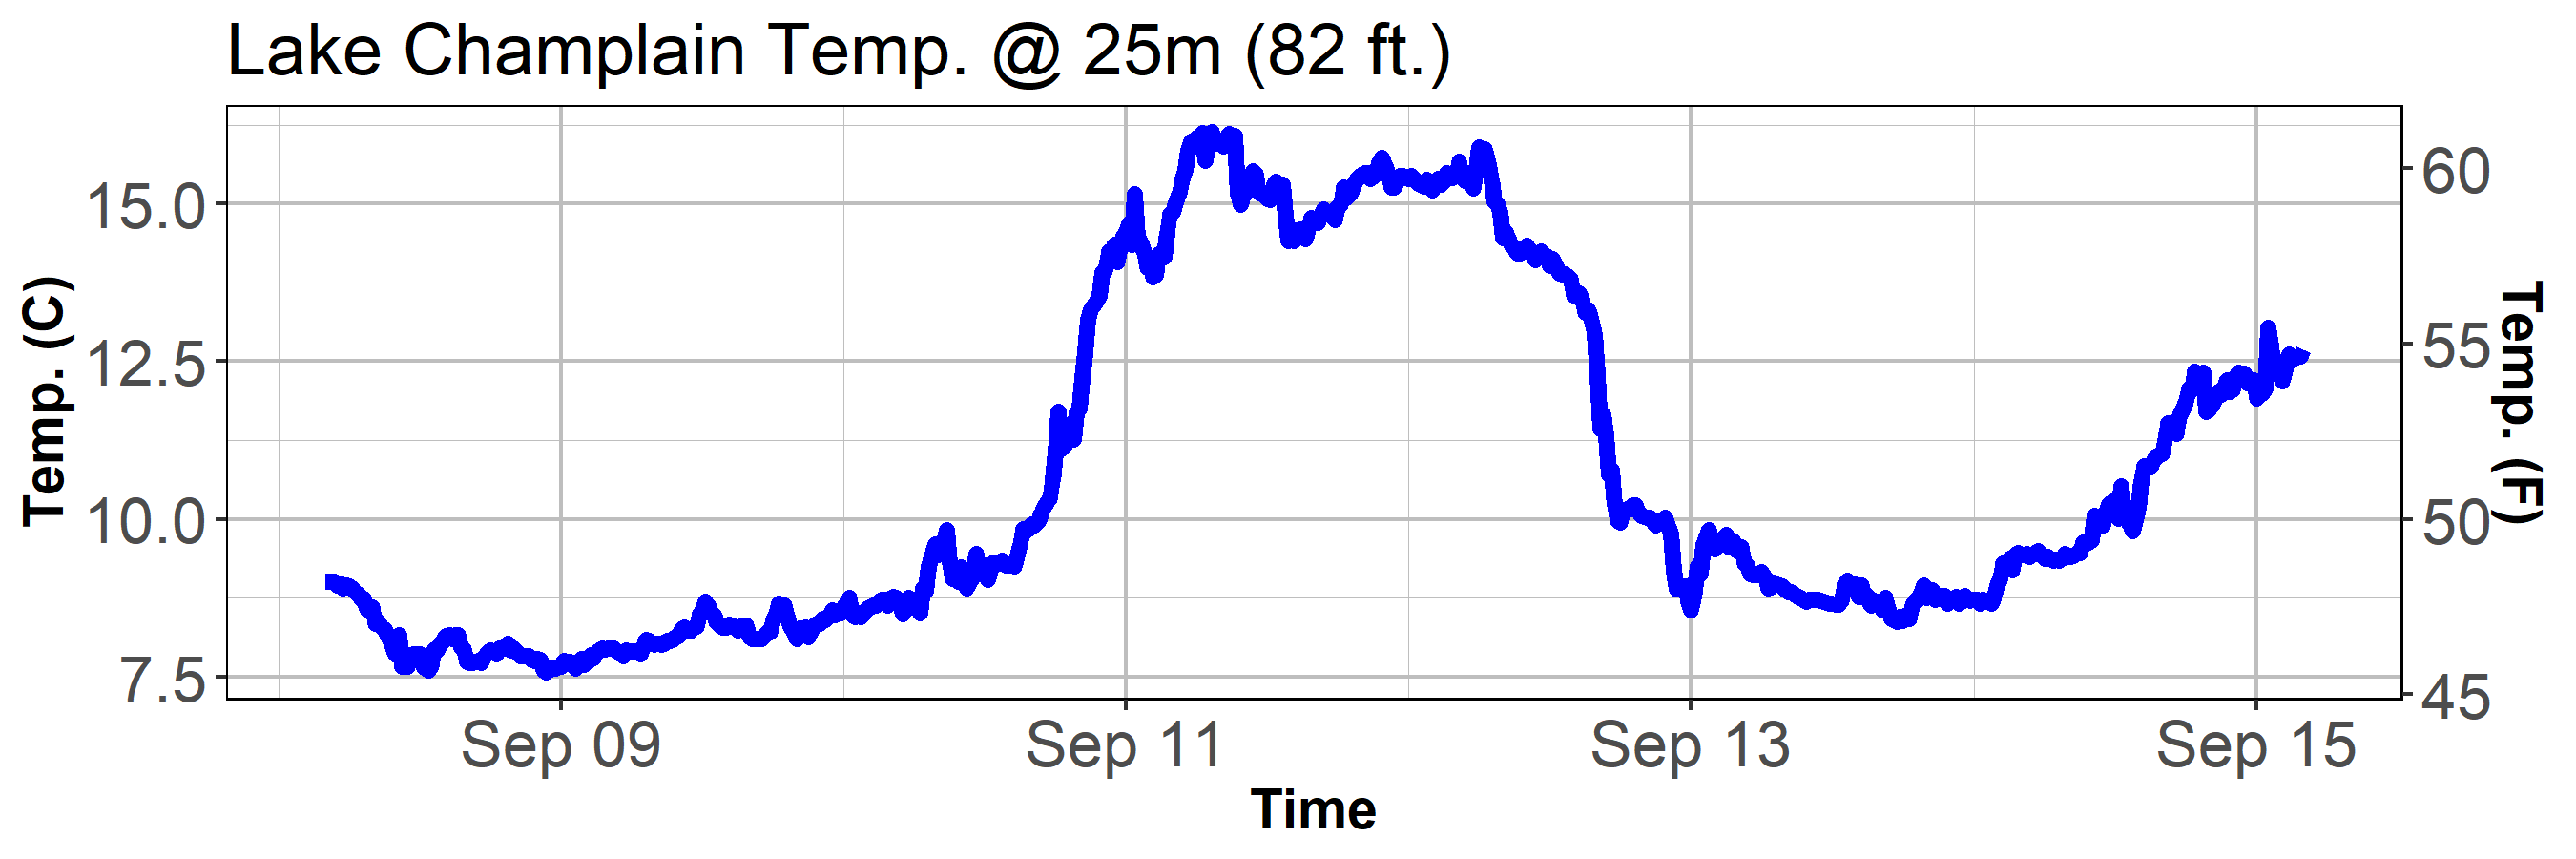 Lake Champlain Temp. @ 25m (82 ft.)
Temp. (C)
15.0
12.5
10.0
7.5
60
55
50
45
Temp. (F)
Sep 09
Sep 11
Sep 13
Sep 15
Time